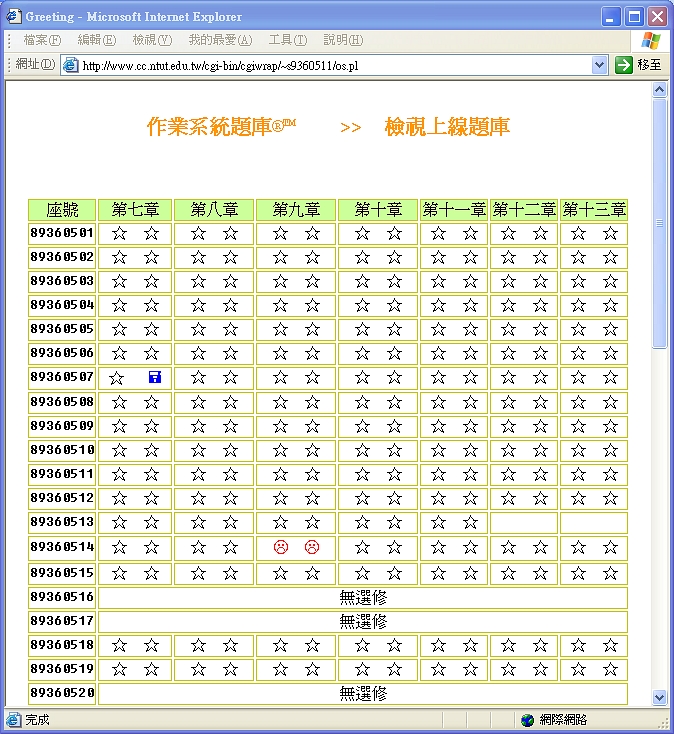 Greeting - Microsoft Internet Explorer
檔案(F) 編輯(E) 檢視(V) 我的最愛(A) 工具(T) 說明(H)
網址(D) http://www.cc.ntut.edu.tw/cgi-bin/cgiwrap/~s9360511/os.pl 移至
作業系統題庫®™ >> 檢視上線題庫
座號 第七章 第八章 第九章 第十章 第十一章 第十二章 第十三章
89360501 ☆ ☆ ☆ ☆ ☆ ☆ ☆ ☆ ☆ ☆ ☆ ☆ ☆ ☆
89360502 ☆ ☆ ☆ ☆ ☆ ☆ ☆ ☆ ☆ ☆ ☆ ☆ ☆ ☆
89360503 ☆ ☆ ☆ ☆ ☆ ☆ ☆ ☆ ☆ ☆ ☆ ☆ ☆ ☆
89360504 ☆ ☆ ☆ ☆ ☆ ☆ ☆ ☆ ☆ ☆ ☆ ☆ ☆ ☆
89360505 ☆ ☆ ☆ ☆ ☆ ☆ ☆ ☆ ☆ ☆ ☆ ☆ ☆ ☆
89360506 ☆ ☆ ☆ ☆ ☆ ☆ ☆ ☆ ☆ ☆ ☆ ☆ ☆ ☆
89360507 ☆ ☆ ☆ ☆ ☆ ☆ ☆ ☆ ☆ ☆ ☆ ☆ ☆
89360508 ☆ ☆ ☆ ☆ ☆ ☆ ☆ ☆ ☆ ☆ ☆ ☆ ☆ ☆
89360509 ☆ ☆ ☆ ☆ ☆ ☆ ☆ ☆ ☆ ☆ ☆ ☆ ☆ ☆
89360510 ☆ ☆ ☆ ☆ ☆ ☆ ☆ ☆ ☆ ☆ ☆ ☆ ☆ ☆
89360511 ☆ ☆ ☆ ☆ ☆ ☆ ☆ ☆ ☆ ☆ ☆ ☆ ☆ ☆
89360512 ☆ ☆ ☆ ☆ ☆ ☆ ☆ ☆ ☆ ☆ ☆ ☆ ☆ ☆
89360513 ☆ ☆ ☆ ☆ ☆ ☆ ☆ ☆ ☆ ☆
89360514 ☆ ☆ ☆ ☆ ☹ ☹ ☆ ☆ ☆ ☆ ☆ ☆ ☆ ☆
89360515 ☆ ☆ ☆ ☆ ☆ ☆ ☆ ☆ ☆ ☆ ☆ ☆ ☆ ☆
89360516 無選修
89360517 無選修
89360518 ☆ ☆ ☆ ☆ ☆ ☆ ☆ ☆ ☆ ☆ ☆ ☆ ☆ ☆
89360519 ☆ ☆ ☆ ☆ ☆ ☆ ☆ ☆ ☆ ☆ ☆ ☆ ☆ ☆
89360520 無選修
完成 網際網路